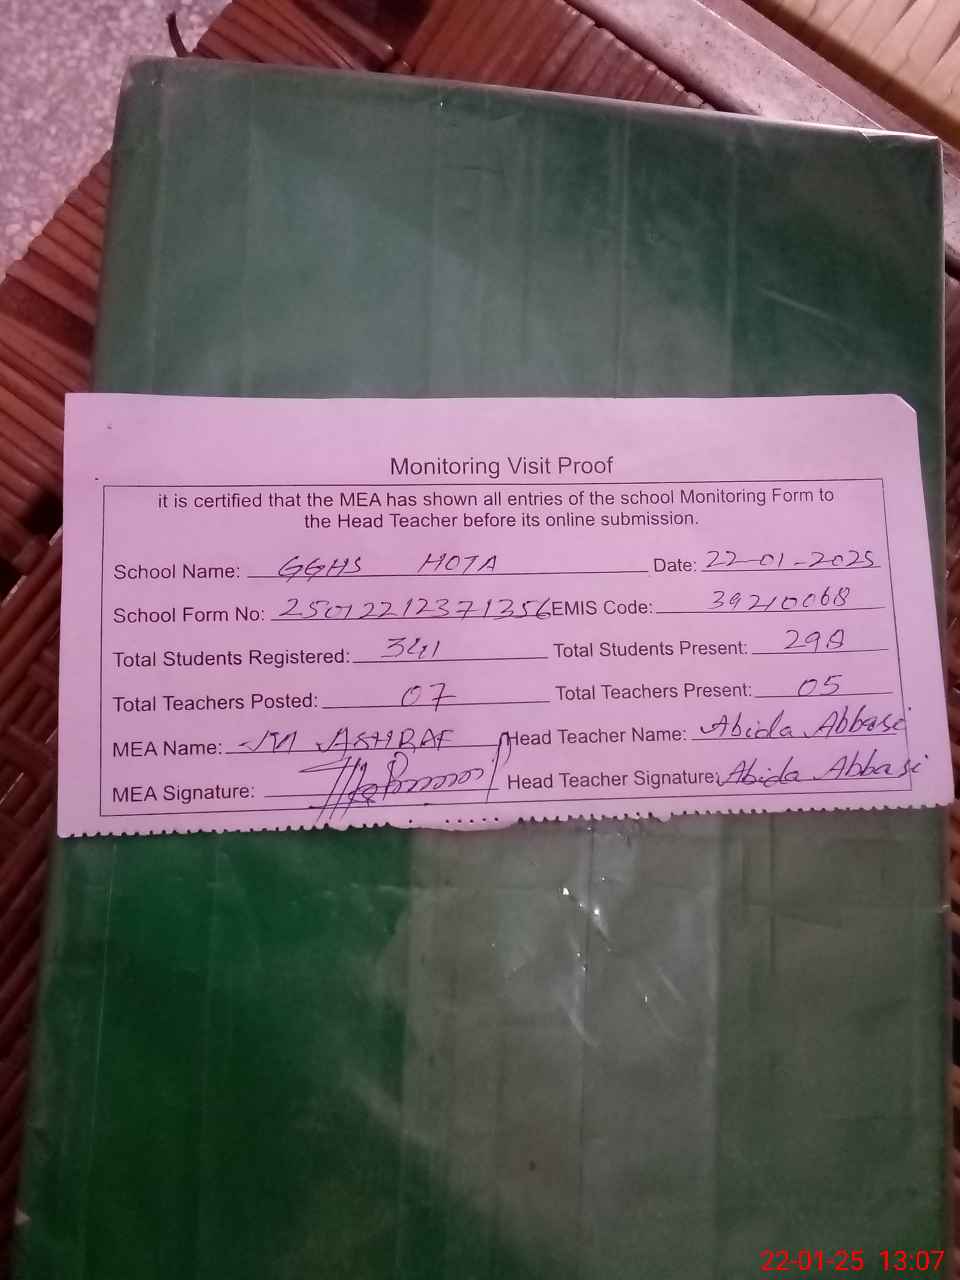 Monitoring Visit Proof
it is certified that the MEA has shown all entries of the school Monitoring Form to
the Head Teacher before its online submission.
School Name: GGHS HOTA Date: 22-01-2025
School Form No: 25012212371356 EMIS Code: 39210068
Total Students Registered: 341 Total Students Present: 298
Total Teachers Posted: 07 Total Teachers Present: 05
MEA Name: M ASHRAF Head Teacher Name: Abida Abbasi
MEA Signature: Head Teacher Signature: Abida Abbasi
22-01-25 13:07